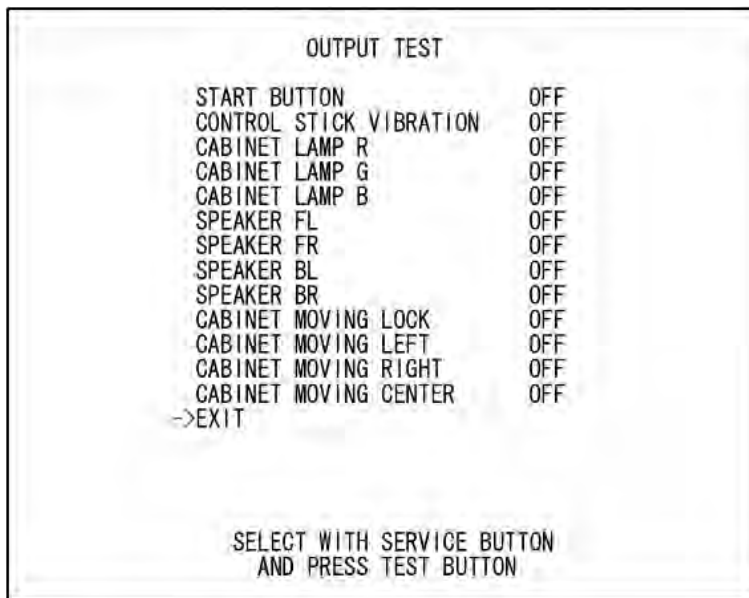 OUTPUT TEST
START BUTTON OFF
CONTROL STICK VIBRATION OFF
CABINET LAMP R OFF
CABINET LAMP G OFF
CABINET LAMP B OFF
SPEAKER FL OFF
SPEAKER FR OFF
SPEAKER BL OFF
SPEAKER BR OFF
CABINET MOVING LOCK OFF
CABINET MOVING LEFT OFF
CABINET MOVING RIGHT OFF
CABINET MOVING CENTER OFF
->EXIT
SELECT WITH SERVICE BUTTON
AND PRESS TEST BUTTON